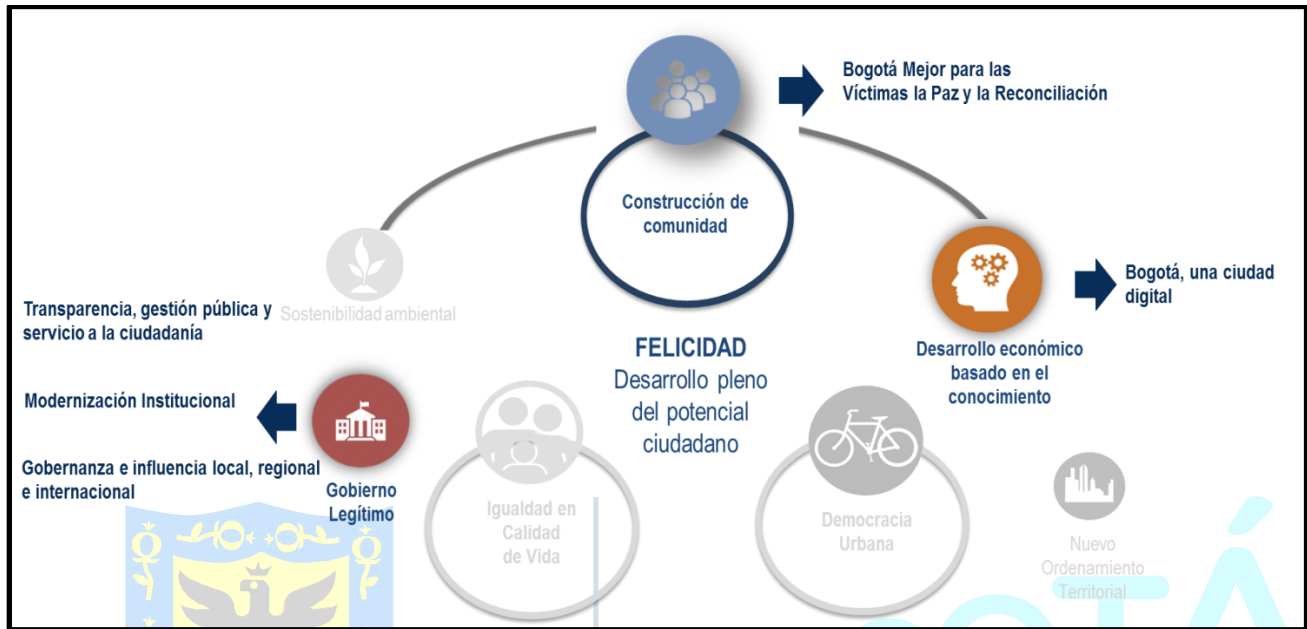 Bogotá Mejor para las
Víctimas la Paz y la Reconciliación
Construcción de
comunidad
Bogotá, una ciudad
digital
Desarrollo económico
basado en el
conocimiento
Sostenibilidad ambiental
Transparencia, gestión pública y
servicio a la ciudadanía
Modernización Institucional
Gobernanza e influencia local, regional
e internacional
Gobierno
Legítimo
FELICIDAD
Desarrollo pleno
del potencial
ciudadano
Igualdad en
Calidad
de Vida
Democracia
Urbana
Nuevo
Ordenamiento
Territorial
OTÁ